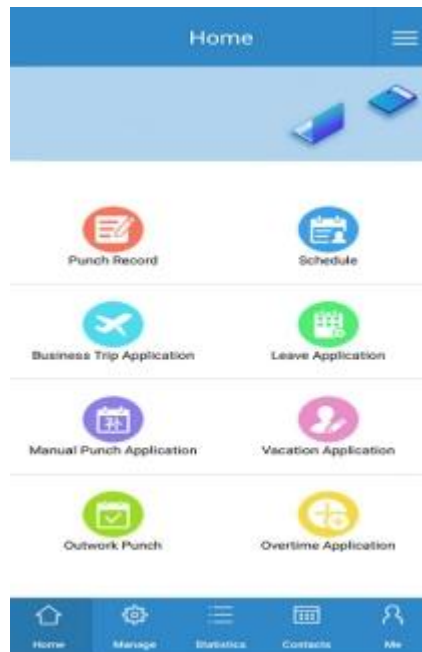 Home
Punch Record
Schedule
Business Trip Application
Leave Application
补
Manual Punch Application
Vacation Application
Outwork Punch
Overtime Application
Home
Manage
Statistics
Contacts
Me